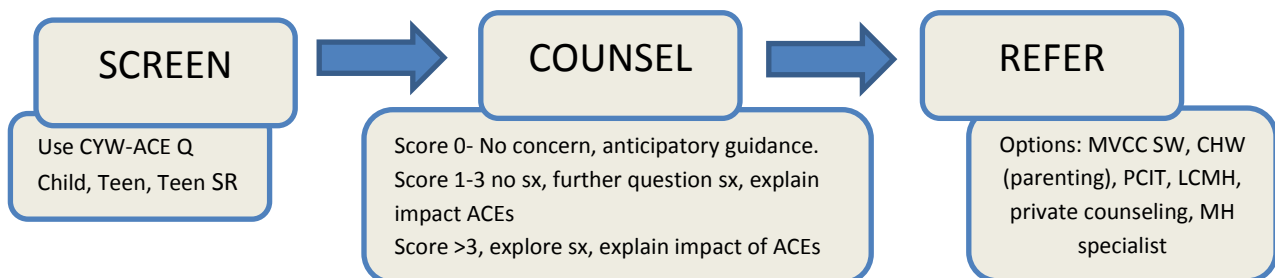 SCREEN
Use CYW-ACE Q
Child, Teen, Teen SR
COUNSEL
Score 0- No concern, anticipatory guidance.
Score 1-3 no sx, further question sx, explain
impact ACEs
Score >3, explore sx, explain impact of ACEs
REFER
Options: MVCC SW, CHW
(parenting), PCIT, LCMH,
private counseling, MH
specialist